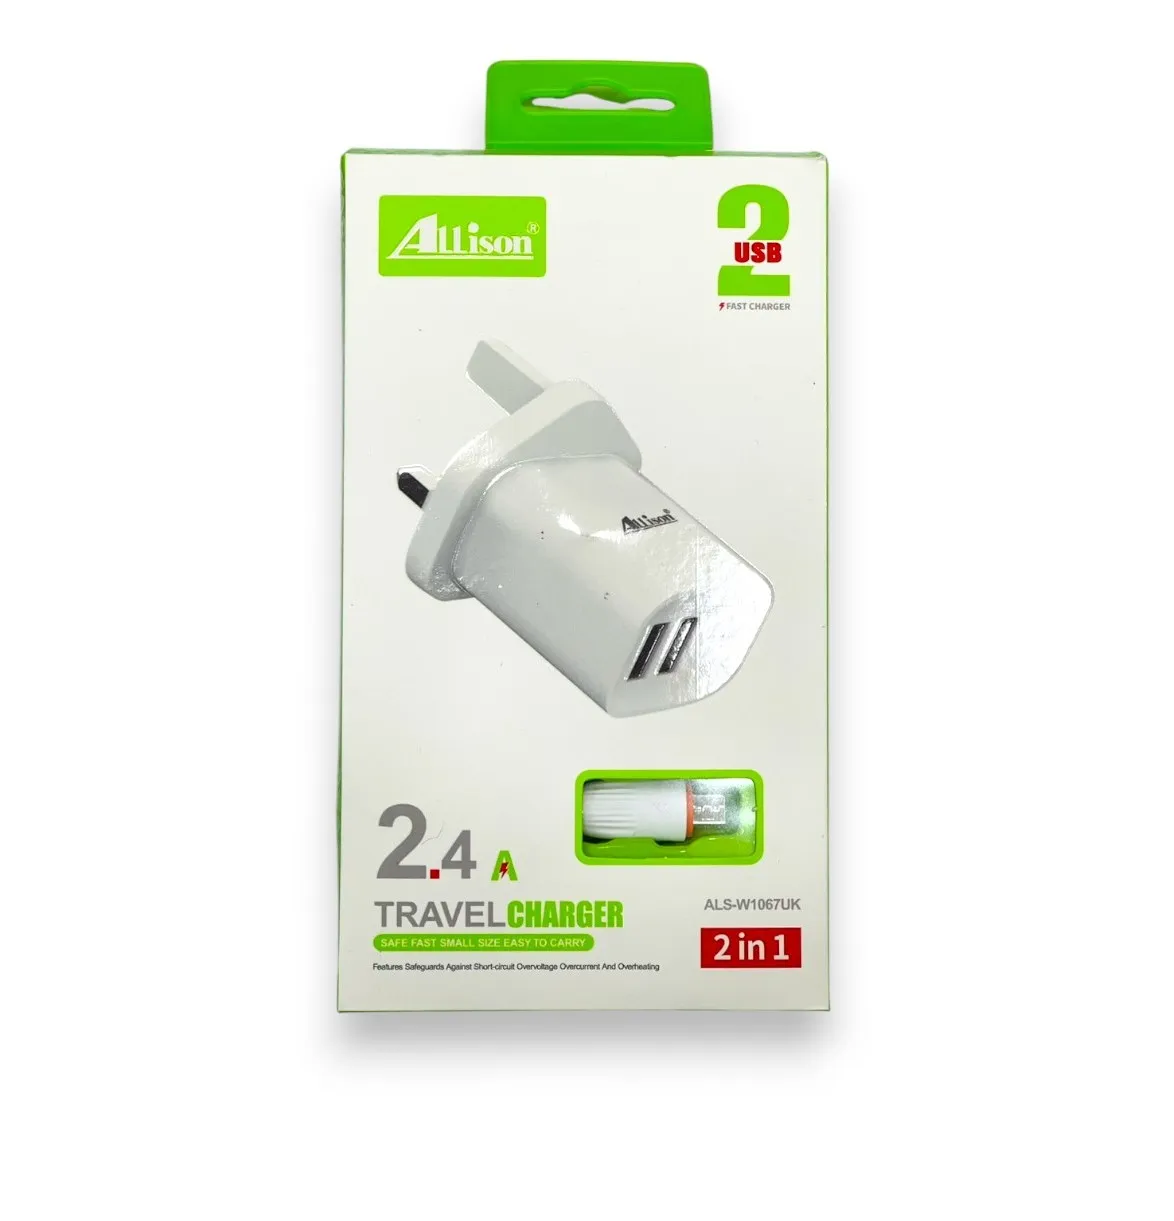 Allison®
2
USB
FAST CHARGER
Allison®
2.4 A
TRAVEL CHARGER
SAFE FAST SMALL SIZE EASY TO CARRY
Features Safeguards Against Short-circuit Overvoltage Overcurrent And Overheating
ALS-W1067UK
2 in 1